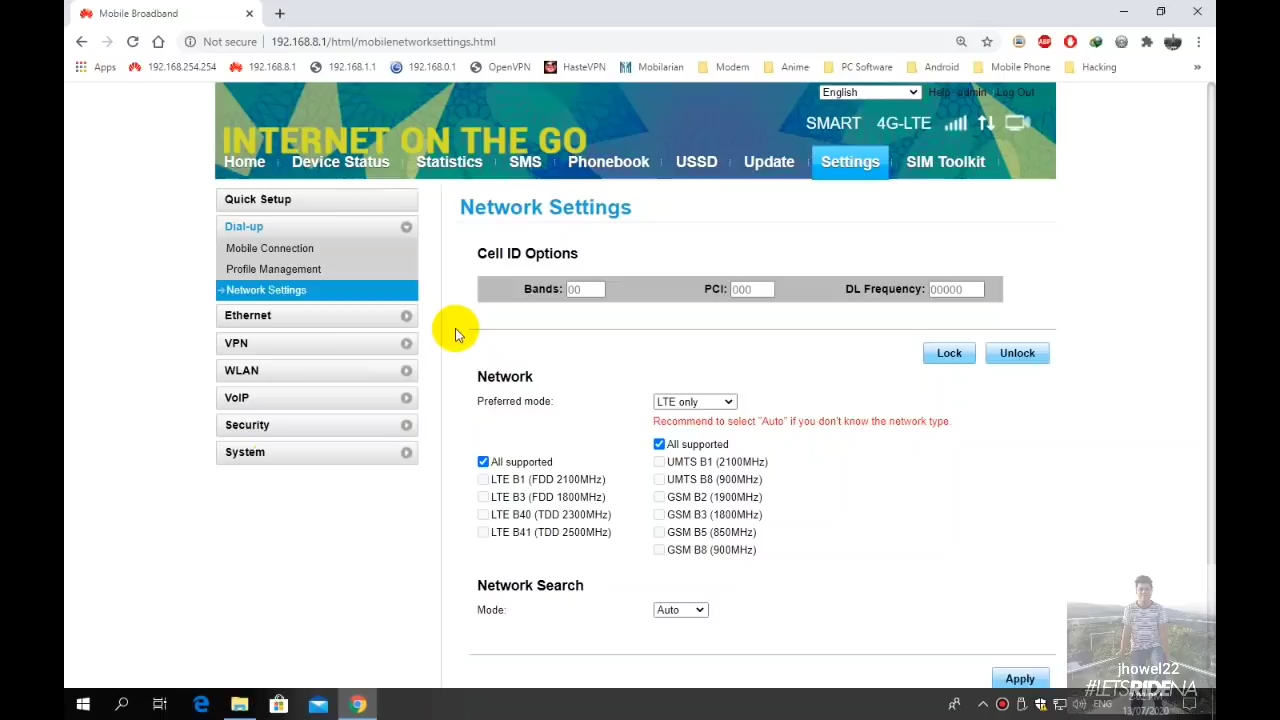 Mobile Broadband
Not secure 192.168.8.1/html/mobilenetworksettings.html
ABP
Apps 192.168.254.254 192.168.8.1 192.168.1.1 192.168.0.1 OpenVPN HasteVPN Mobilarian Modem Anime PC Software Android Mobile Phone Hacking »
English Help admin Log Out
SMART 4G-LTE
INTERNET ON THE GO
Home Device Status Statistics SMS Phonebook USSD Update Settings SIM Toolkit
Quick Setup
Dial-up
Mobile Connection
Profile Management
Network Settings
Ethernet
VPN
WLAN
VoIP
Security
System
Network Settings
Cell ID Options
Bands: 00 PCI: 000 DL Frequency: 00000
Lock Unlock
Network
Preferred mode: LTE only
Recommend to select "Auto" if you don't know the network type.
All supported
LTE B1 (FDD 2100MHz)
LTE B3 (FDD 1800MHz)
LTE B40 (TDD 2300MHz)
LTE B41 (TDD 2500MHz)
All supported
UMTS B1 (2100MHz)
UMTS B8 (900MHz)
GSM B2 (1900MHz)
GSM B3 (1800MHz)
GSM B5 (850MHz)
GSM B8 (900MHz)
Network Search
Mode: Auto
Apply
jhowel22
#LETSRIDENA
ENG
13/07/2020